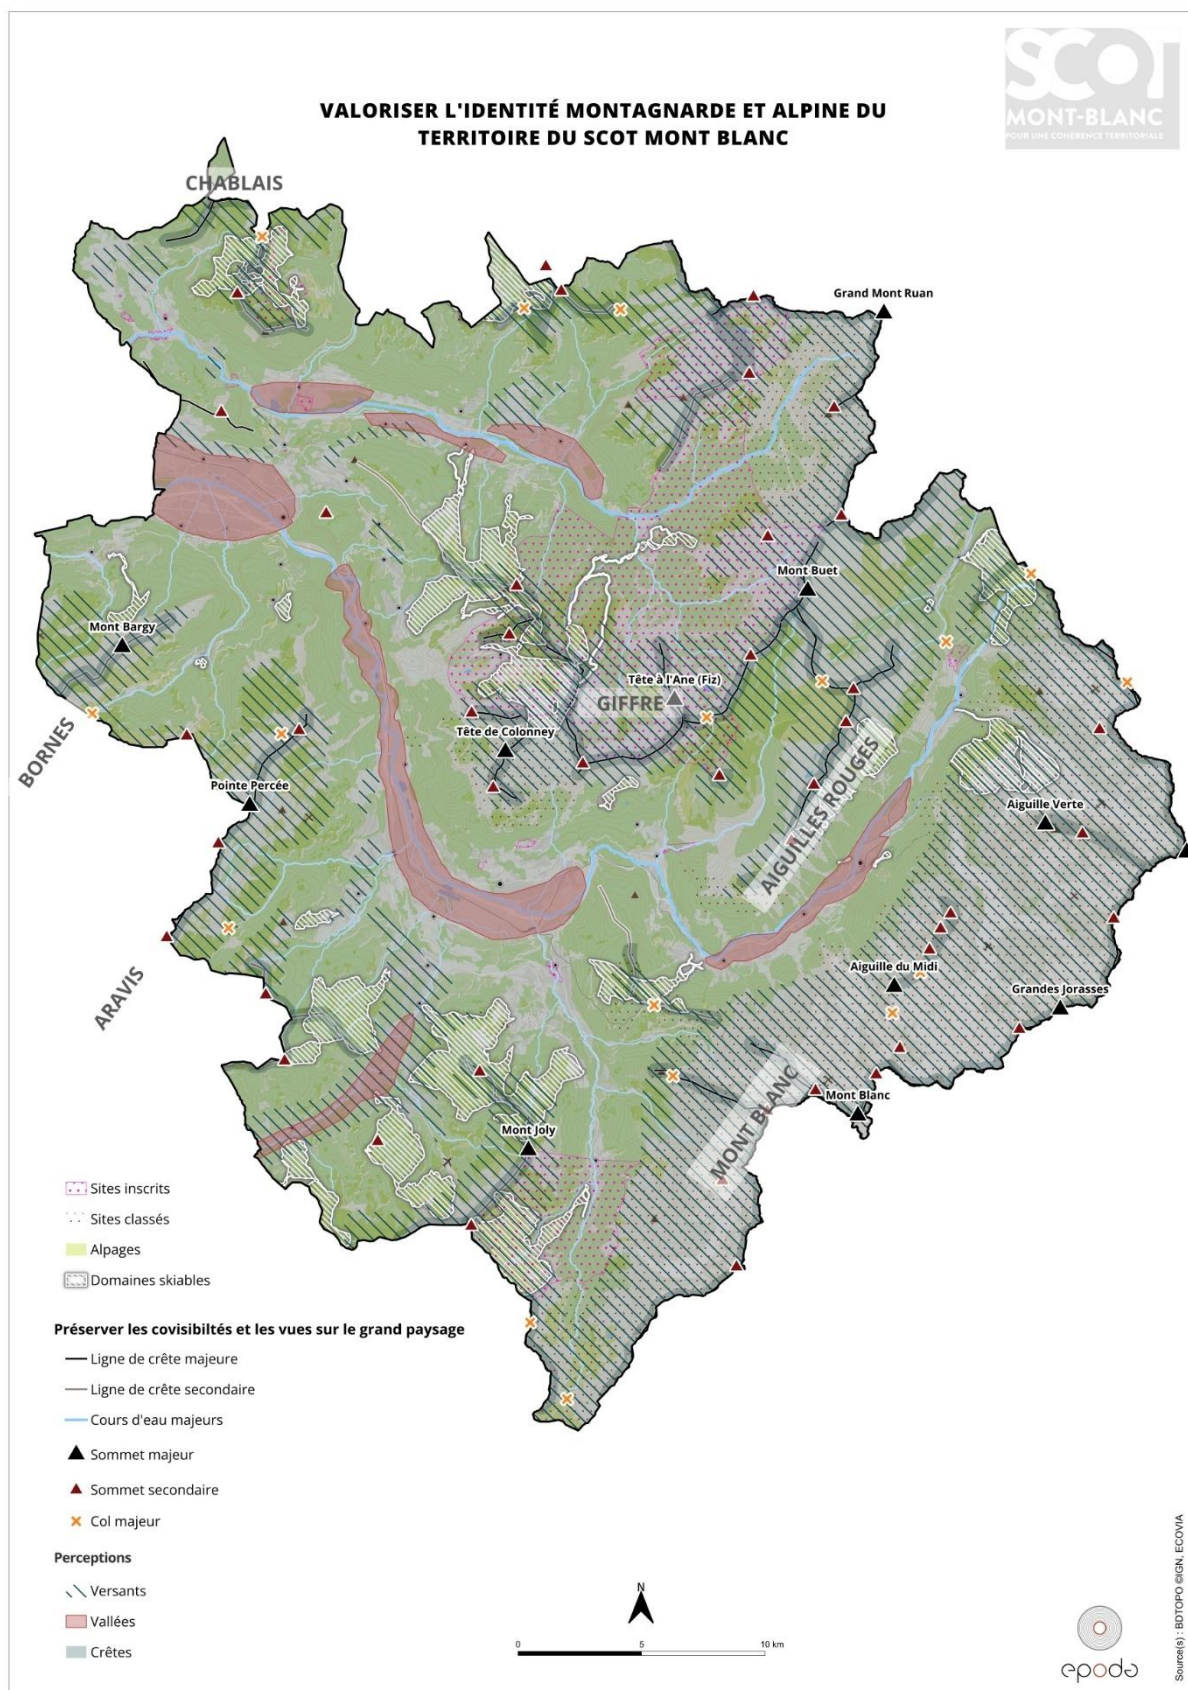 SCOT
MONT-BLANC
POUR UNE COHÉRENCE TERRITORIALE
VALORISER L'IDENTITÉ MONTAGNARDE ET ALPINE DU
TERRITOIRE DU SCOT MONT BLANC
CHABLAIS
Grand Mont Ruan
Mont Buet
Mont Bargy
Tête à l'Ane (Fiz)
GIFFRE
BORNES
Tête de Colonney
AIGUILLES ROUGES
Pointe Percée
Aiguille Verte
ARAVIS
Aiguille du Midi
Grandes Jorasses
MONT BLANC
Mont Blanc
Mont Joly
Sites inscrits
Sites classés
Alpages
Domaines skiables
Préserver les covisibiltés et les vues sur le grand paysage
Ligne de crête majeure
Ligne de crête secondaire
Cours d'eau majeurs
Sommet majeur
Sommet secondaire
Col majeur
Perceptions
Versants
Vallées
Crêtes
N
0 5 10 km
epode
Source(s) : BDTOPO ©IGN, ECOVIA